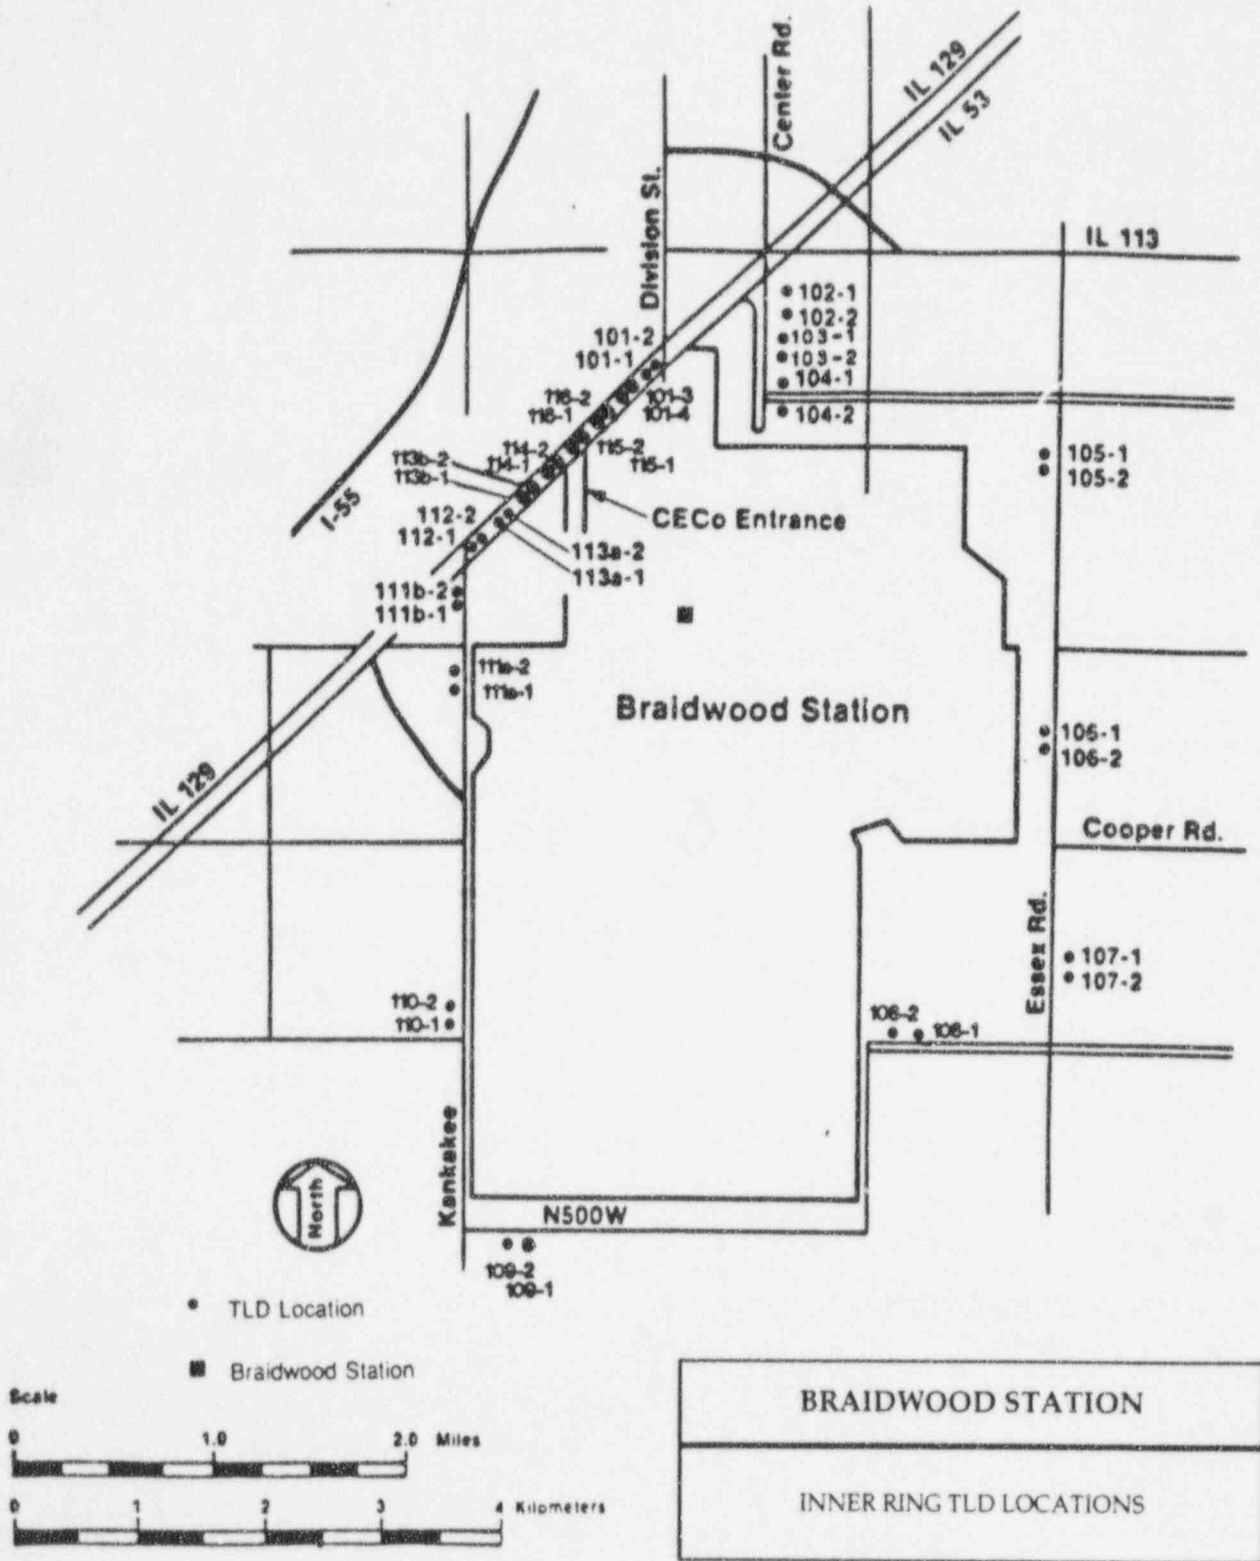 Center Rd.
IL 129
IL 53
Division St.
IL 113
102-1
102-2
103-1
103-2
104-1
104-2
101-2
101-1
101-3
101-4
116-2
116-1
115-2
115-1
114-2
114-1
113b-2
113b-1
105-1
105-2
I-55
112-2
112-1
CECo Entrance
113a-2
113a-1
111b-2
111b-1
111a-2
111a-1
Braidwood Station
106-1
106-2
IL 129
Cooper Rd.
Essex Rd.
107-1
107-2
110-2
110-1
108-2
108-1
Kankakee
North
N500W
109-2
109-1
TLD Location
Braidwood Station
Scale
0 1.0 2.0 Miles
0 1 2 3 4 Kilometers
BRAIDWOOD STATION
INNER RING TLD LOCATIONS